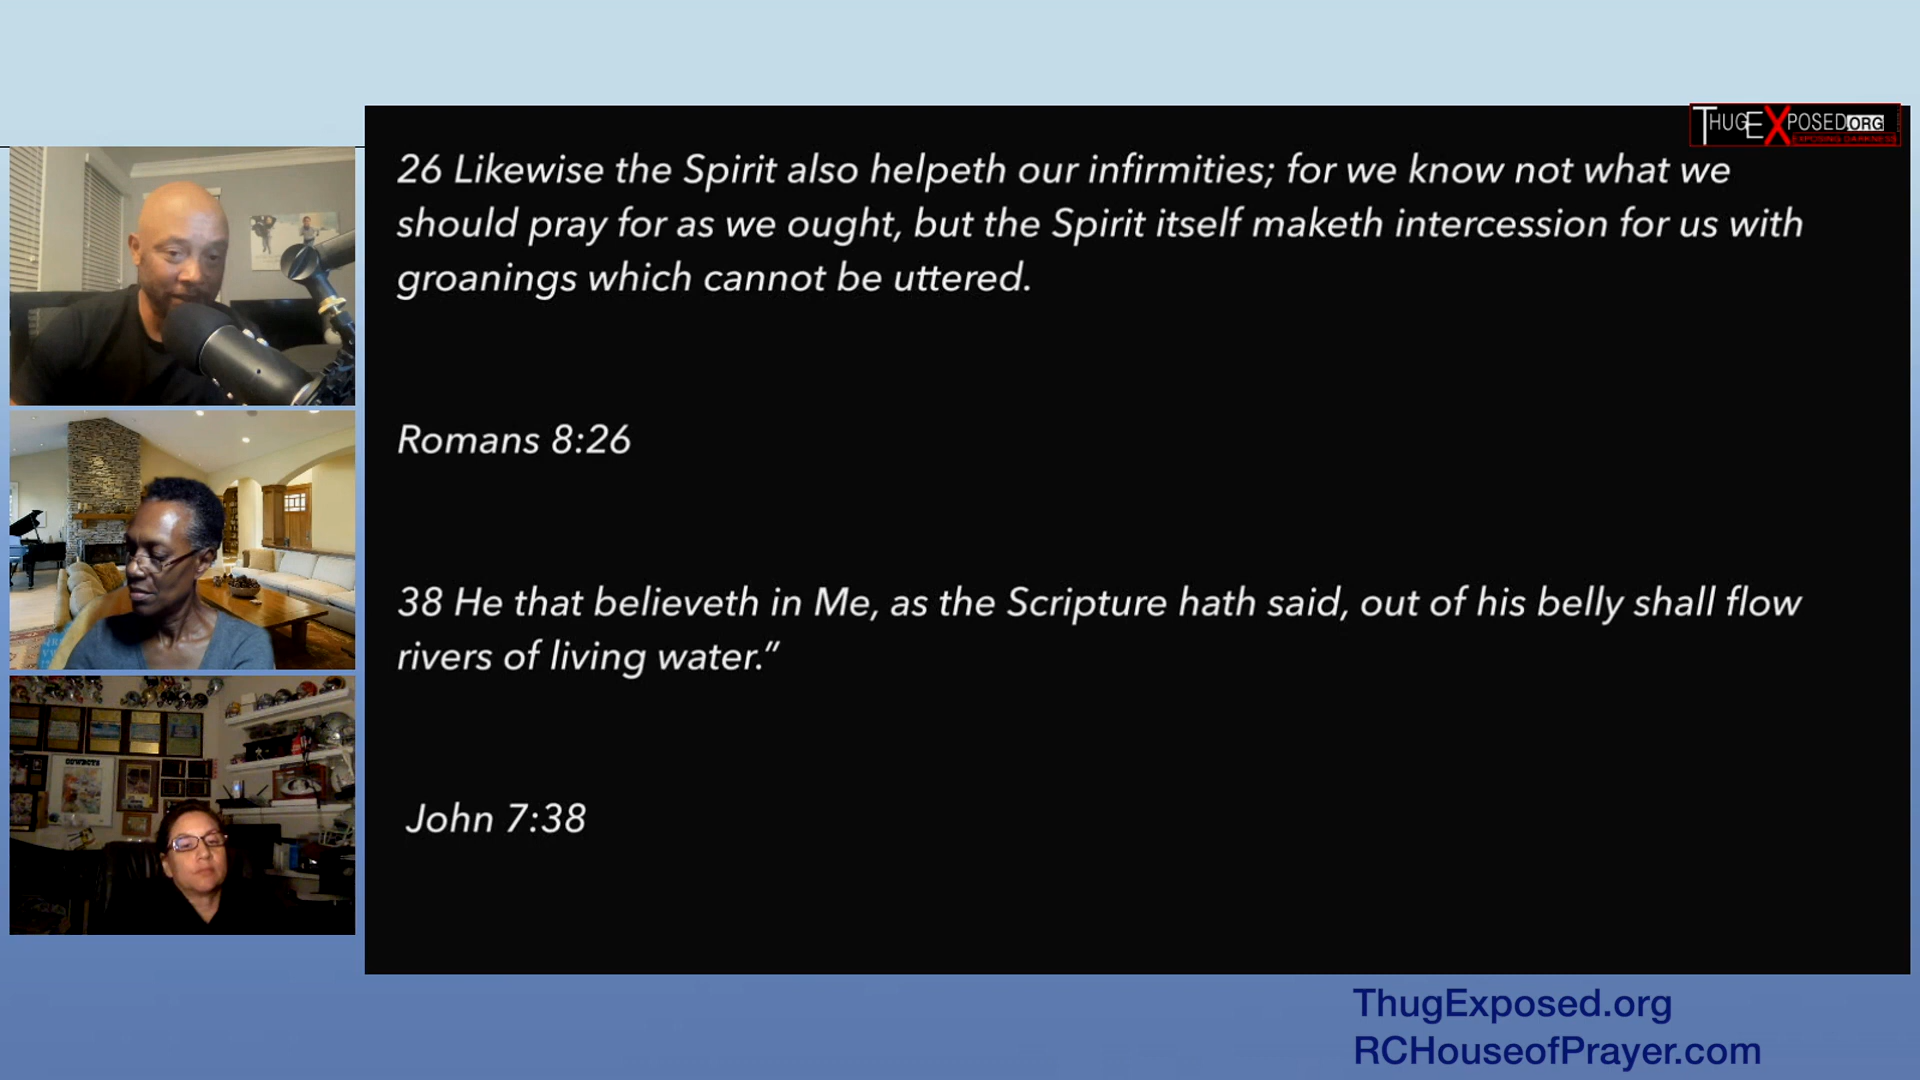 THUGEXPOSED.ORG
EXPOSING DARKNESS
26 Likewise the Spirit also helpeth our infirmities; for we know not what we
should pray for as we ought, but the Spirit itself maketh intercession for us with
groanings which cannot be uttered.
Romans 8:26
38 He that believeth in Me, as the Scripture hath said, out of his belly shall flow
rivers of living water.”
John 7:38
COWBOYS
ThugExposed.org
RCHouseofPrayer.com